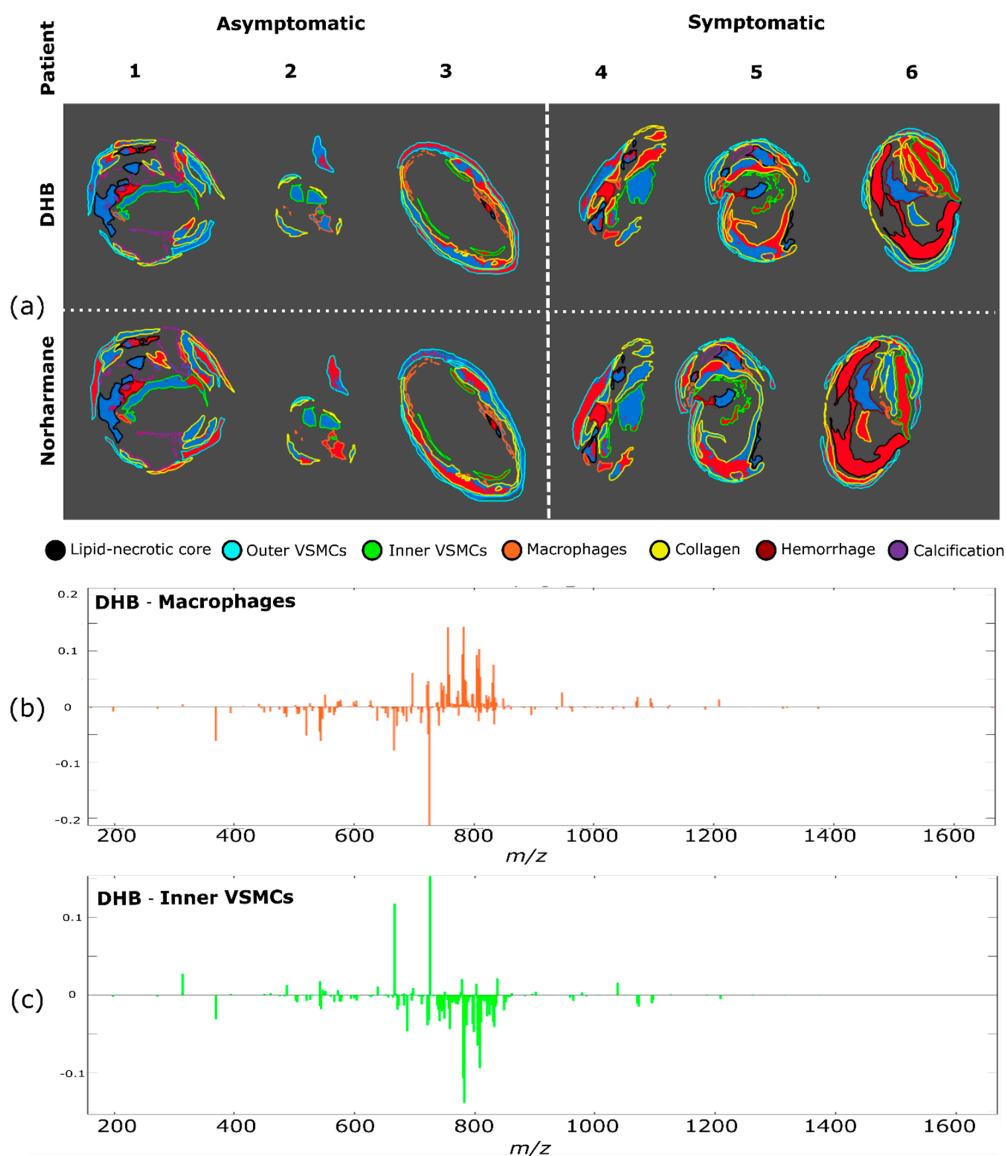 Asymptomatic Symptomatic
Patient 1 2 3 4 5 6
DHB
(a)
Norharmane
Lipid-necrotic core Outer VSMCs Inner VSMCs Macrophages Collagen Hemorrhage Calcification
DHB - Macrophages
0.2
0.1
(b)
0
-0.1
-0.2
200 400 600 800 1000 1200 1400 1600
m/z
DHB - Inner VSMCs
0.1
(c)
0
-0.1
200 400 600 800 1000 1200 1400 1600
m/z